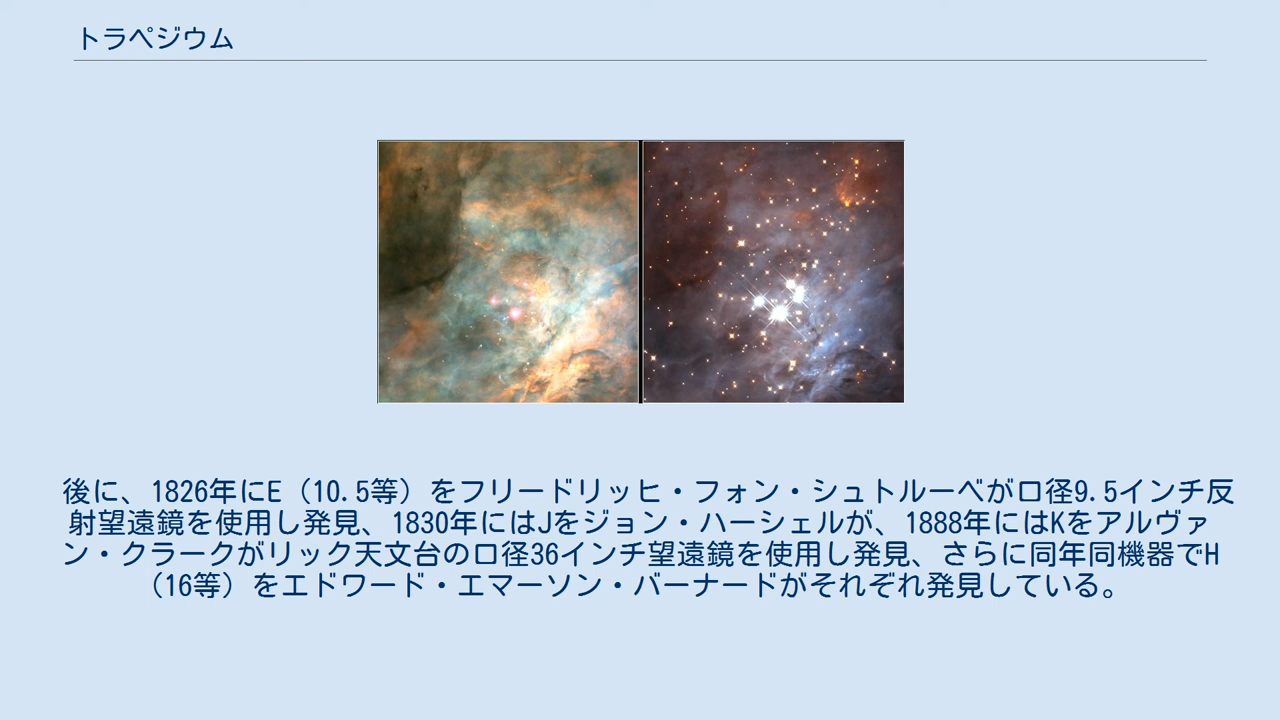 トラペジウム
後に、1826年にE（10.5等）をフリードリッヒ・フォン・シュトルーベが口径9.5インチ反
射望遠鏡を使用し発見、1830年にはJをジョン・ハーシェルが、1888年にはKをアルヴァ
ン・クラークがリック天文台の口径36インチ望遠鏡を使用し発見、さらに同年同機器でH
（16等）をエドワード・エマーソン・バーナードがそれぞれ発見している。